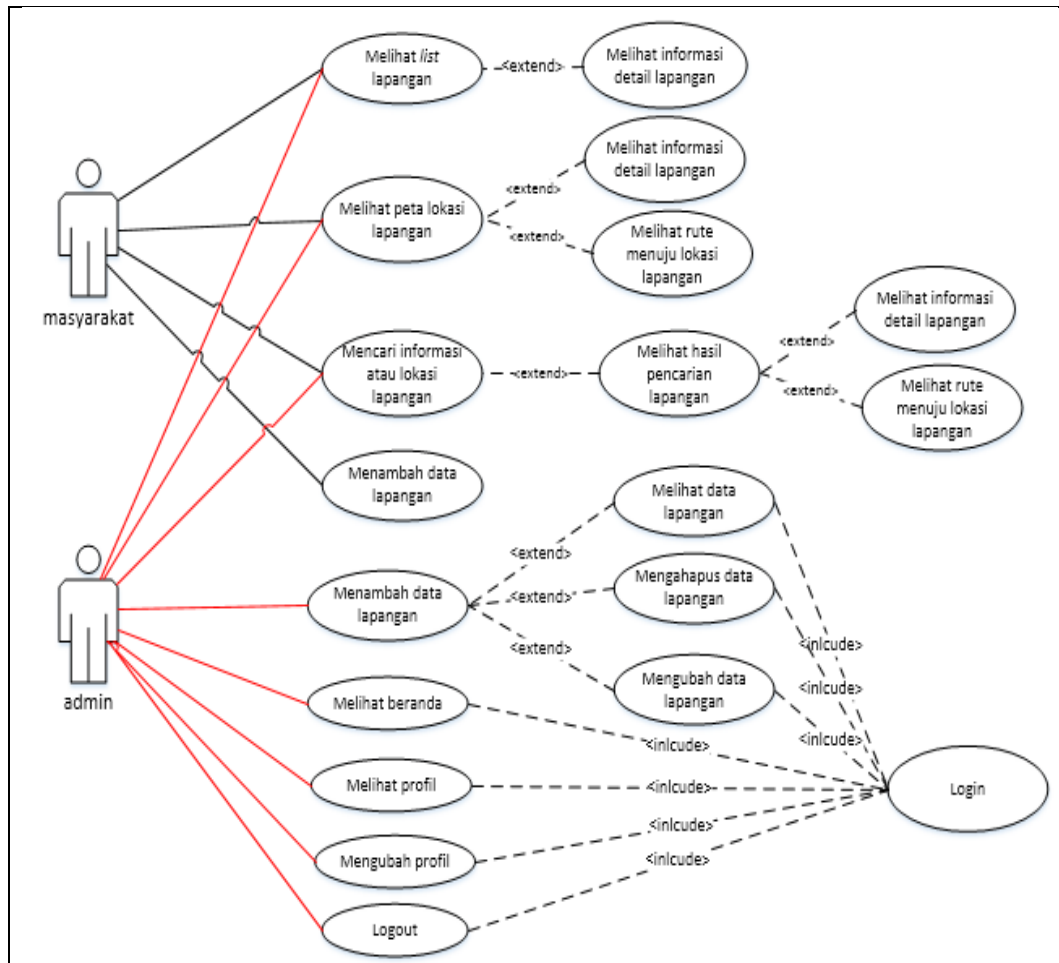 Melihat list
lapangan
<extend>
Melihat informasi
detail lapangan
masyarakat
Melihat peta lokasi
lapangan
<extend>
<extend>
Melihat informasi
detail lapangan
Melihat rute
menuju lokasi
lapangan
Mencari informasi
atau lokasi
lapangan
<extend>
Melihat hasil
pencarian
lapangan
<extend>
<extend>
Melihat informasi
detail lapangan
Melihat rute
menuju lokasi
lapangan
Menambah data
lapangan
admin
Menambah data
lapangan
<extend>
<extend>
<extend>
Melihat data
lapangan
Mengahapus data
lapangan
Mengubah data
lapangan
<inlcude>
<inlcude>
<inlcude>
Melihat beranda
<inlcude>
Melihat profil
<inlcude>
Mengubah profil
<inlcude>
Logout
<inlcude>
Login